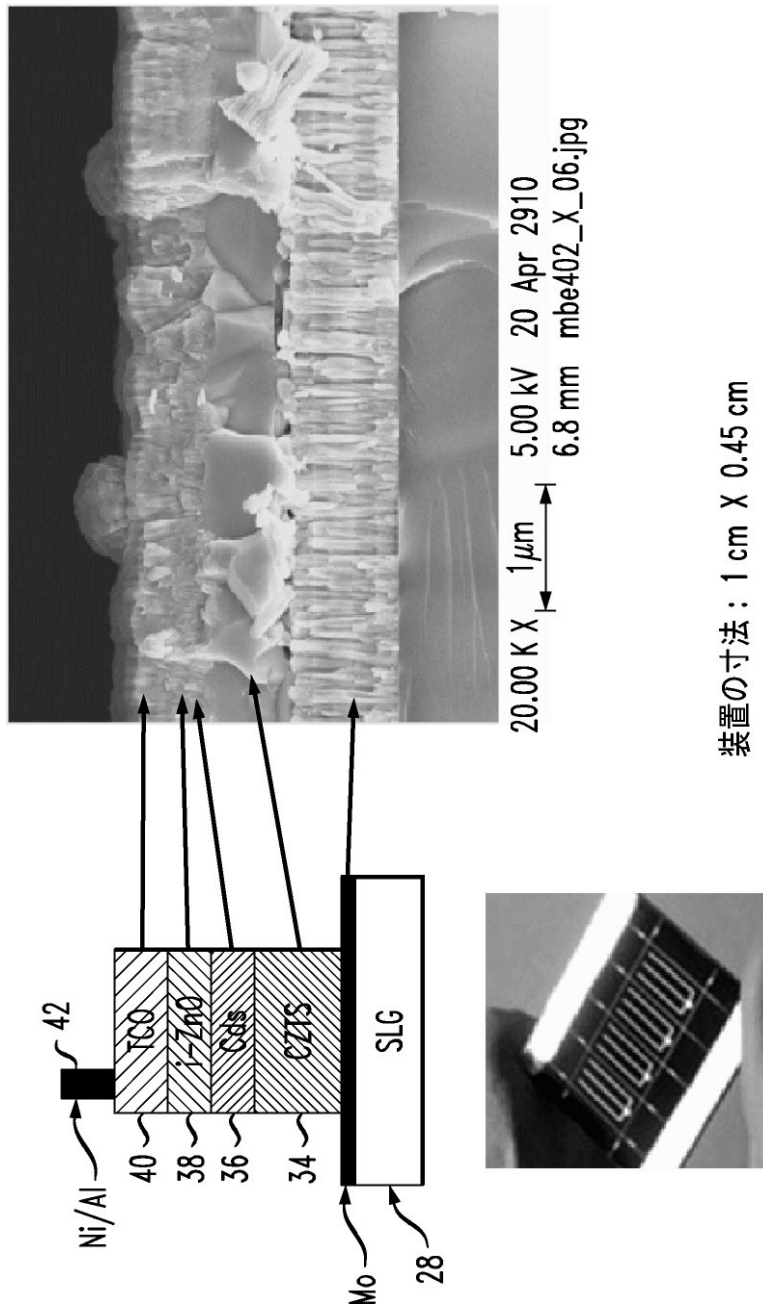 42
Ni/Al
40
TCO
38
i-ZnO
36
Cds
34
CZTS
Mo
28
SLG
20.00 K X 1μm 5.00 kV 20 Apr 2910
6.8 mm mbe402_X_06.jpg
装置の寸法 : 1 cm X 0.45 cm